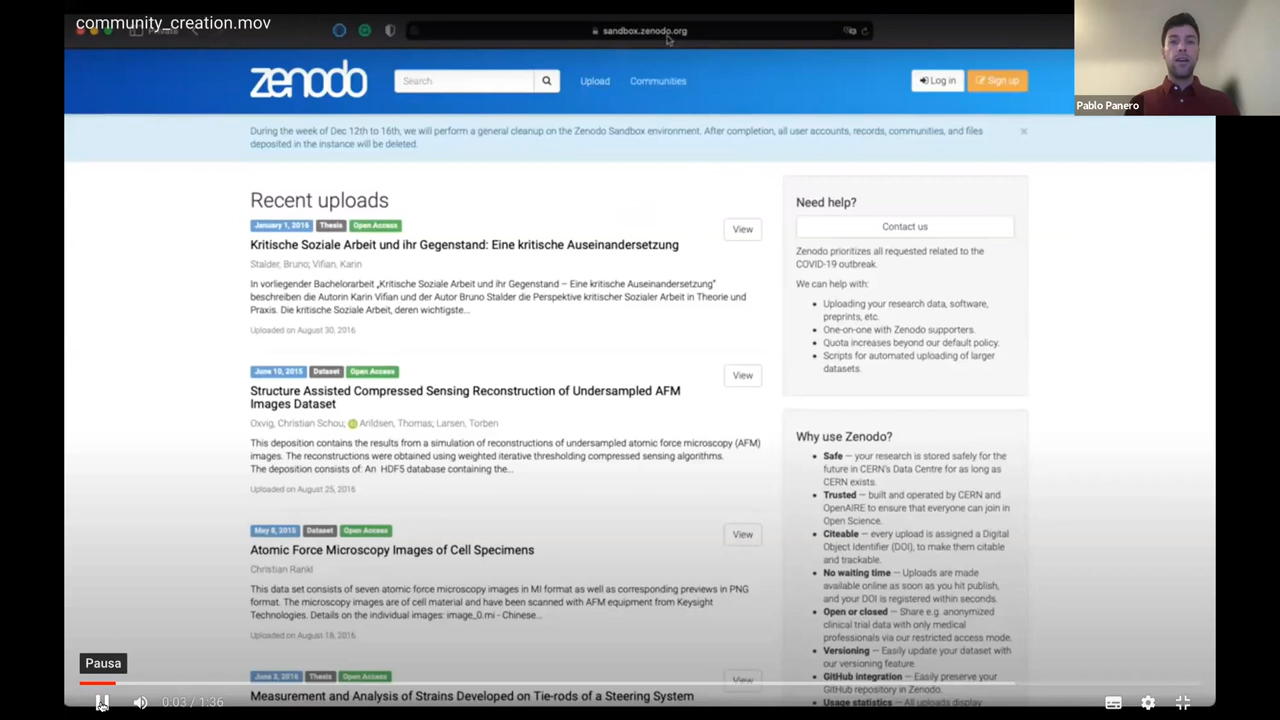 community_creation.mov
Private
sandbox.zenodo.org
Pablo Panero
zenodo
Search
Upload
Communities
Log in
Sign up
During the week of Dec 12th to 16th, we will perform a general cleanup on the Zenodo Sandbox environment. After completion, all user accounts, records, communities, and files
deposited in the instance will be deleted.
Recent uploads
January 1, 2016 Thesis Open Access
View
Kritische Soziale Arbeit und ihr Gegenstand: Eine kritische Auseinandersetzung
Stalder, Bruno; Vifian, Karin
In vorliegender Bachelorarbeit „Kritische Soziale Arbeit und ihr Gegenstand – Eine kritische Auseinandersetzung"
beschreiben die Autorin Karin Vifian und der Autor Bruno Stalder die Perspektive kritischer Sozialer Arbeit in Theorie und
Praxis. Die kritische Soziale Arbeit, deren wichtigste...
Uploaded on August 30, 2016
June 10, 2015 Dataset Open Access
View
Structure Assisted Compressed Sensing Reconstruction of Undersampled AFM
Images Dataset
Oxvig, Christian Schou; Arildsen, Thomas; Larsen, Torben
This deposition contains the results from a simulation of reconstructions of undersampled atomic force microscopy (AFM)
images. The reconstructions were obtained using weighted iterative thresholding compressed sensing algorithms.
The deposition consists of: An HDF5 database containing the...
Uploaded on August 25, 2016
May 8, 2015 Dataset Open Access
View
Atomic Force Microscopy Images of Cell Specimens
Christian Rankl
This data set consists of seven atomic force microscopy images in MI format as well as corresponding previews in PNG
format. The microscopy images are of cell material and have been scanned with AFM equipment from Keysight
Technologies. Details on the individual images: image_0.mi - Chinese...
Uploaded on August 18, 2016
June 3, 2016 Thesis Open Access
View
Measurement and Analysis of Strains Developed on Tie-rods of a Steering System
Need help?
Contact us
Zenodo prioritizes all requested related to the
COVID-19 outbreak.
We can help with:
Uploading your research data, software,
preprints, etc.
One-on-one with Zenodo supporters.
Quota increases beyond our default policy.
Scripts for automated uploading of larger
datasets.
Why use Zenodo?
Safe — your research is stored safely for the
future in CERN's Data Centre for as long as
CERN exists.
Trusted — built and operated by CERN and
OpenAIRE to ensure that everyone can join in
Open Science.
Citeable — every upload is assigned a Digital
Object Identifier (DOI), to make them citable
and trackable.
No waiting time — Uploads are made
available online as soon as you hit publish,
and your DOI is registered within seconds.
Open or closed — Share e.g. anonymized
clinical trial data with only medical
professionals via our restricted access mode.
Versioning — Easily update your dataset with
our versioning feature.
GitHub integration — Easily preserve your
GitHub repository in Zenodo.
Usage statistics — All uploads display
Pausa
0:03 / 1:36